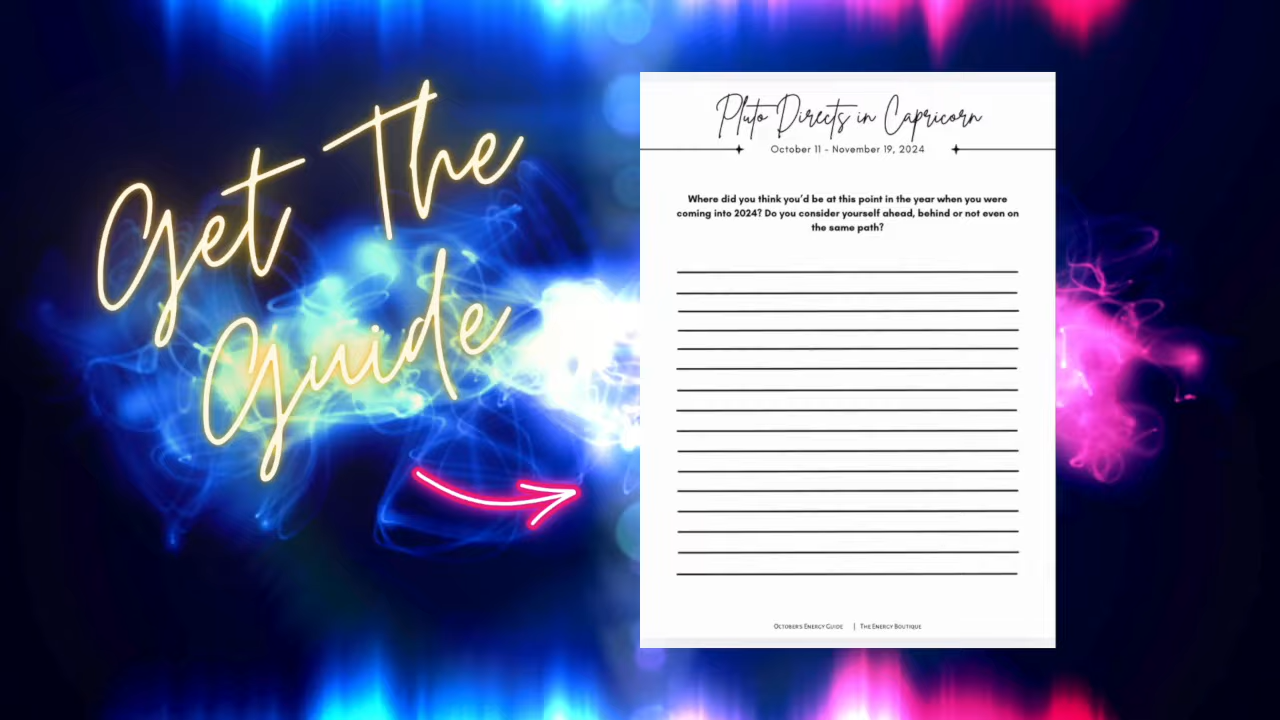 Get The
Guide
Pluto Directs in Capricorn
October 11 - November 19, 2024
Where did you think you'd be at this point in the year when you were
coming into 2024? Do you consider yourself ahead, behind or not even on
the same path?
October's Energy Guide | The Energy Boutique